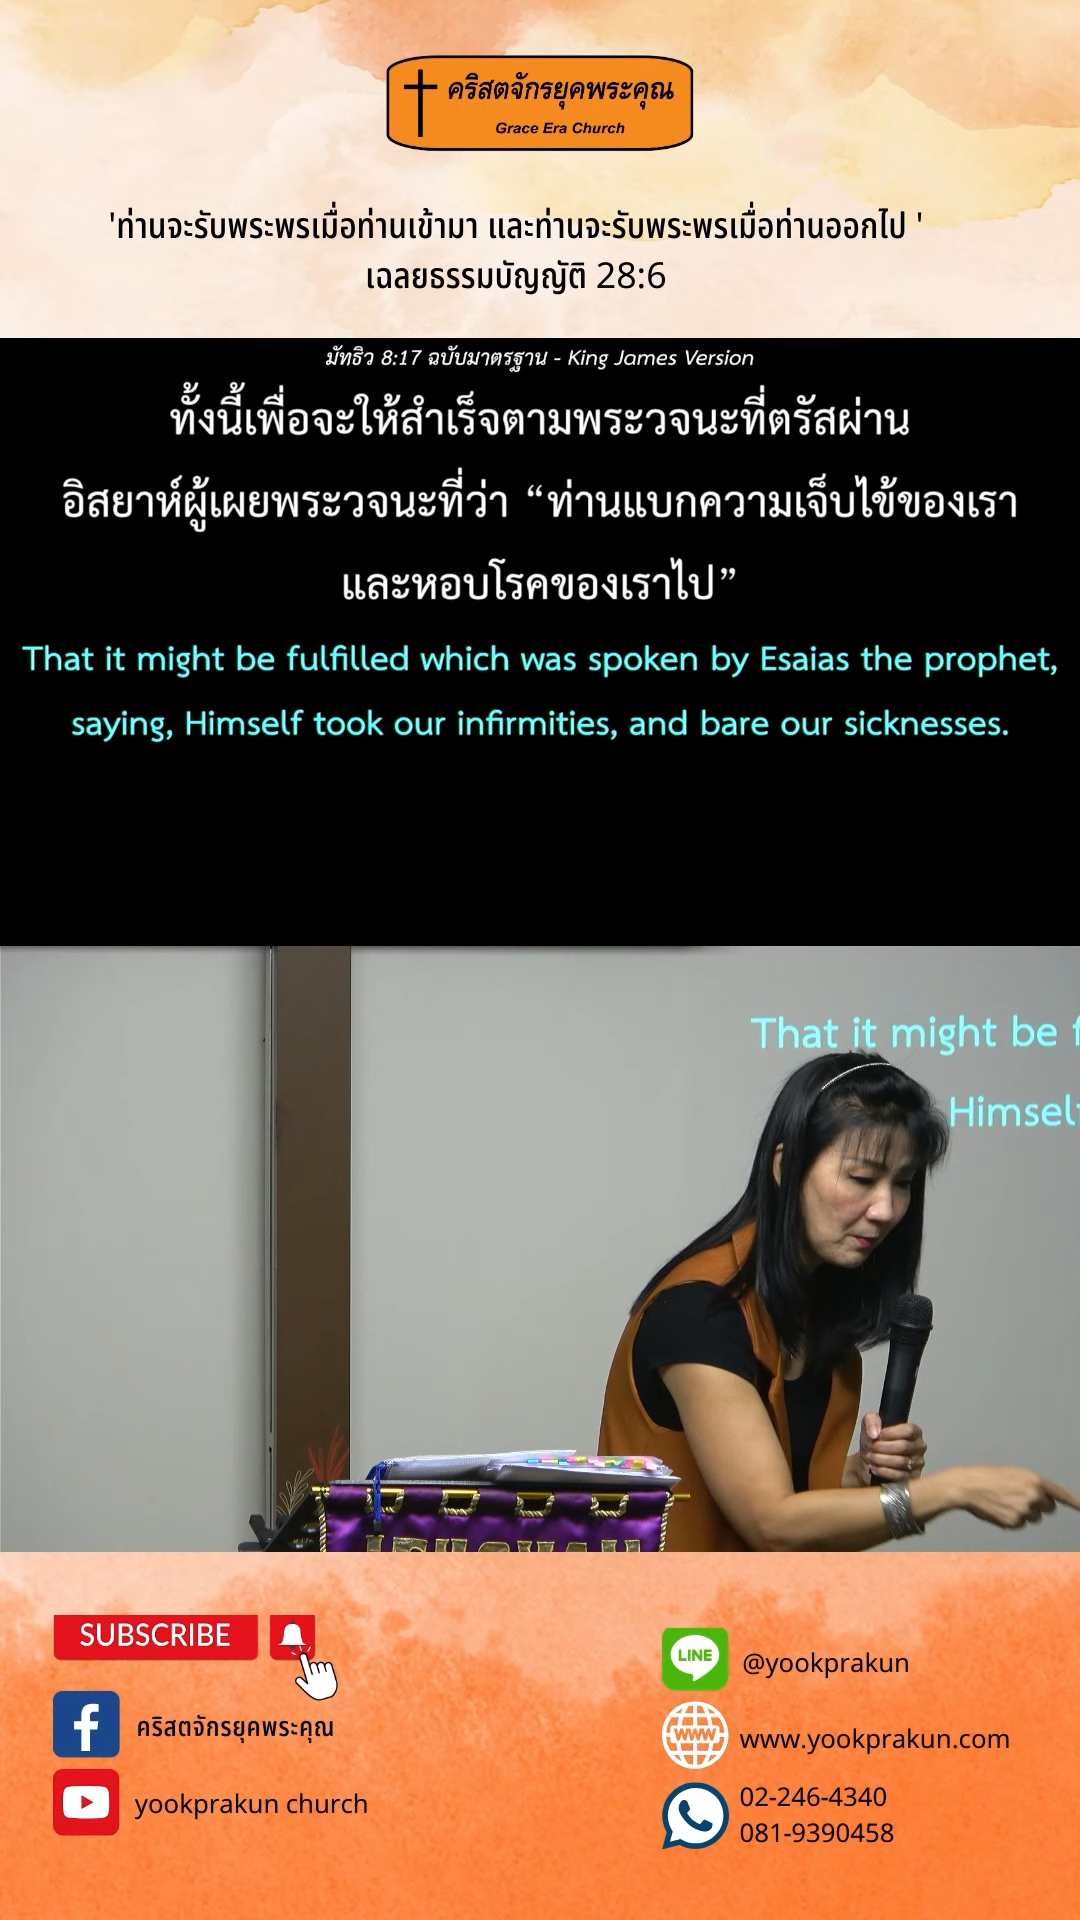 คริสตจักรยุคพระคุณ
Grace Era Church
'ท่านจะรับพระพรเมื่อท่านเข้ามา และท่านจะรับพระพรเมื่อท่านออกไป '
เฉลยธรรมบัญญัติ 28:6
มัทธิว 8:17 ฉบับมาตรฐาน - King James Version
ทั้งนี้เพื่อจะให้สำเร็จตามพระวจนะที่ตรัสผ่าน
อิสยาห์ผู้เผยพระวจนะที่ว่า “ท่านแบกความเจ็บไข้ของเรา
และหอบโรคของเราไป”
That it might be fulfilled which was spoken by Esaias the prophet,
saying, Himself took our infirmities, and bare our sicknesses.
That it might be f
Himself
SUBSCRIBE
คริสตจักรยุคพระคุณ
yookprakun church
LINE
@yookprakun
WWW
www.yookprakun.com
02-246-4340
081-9390458